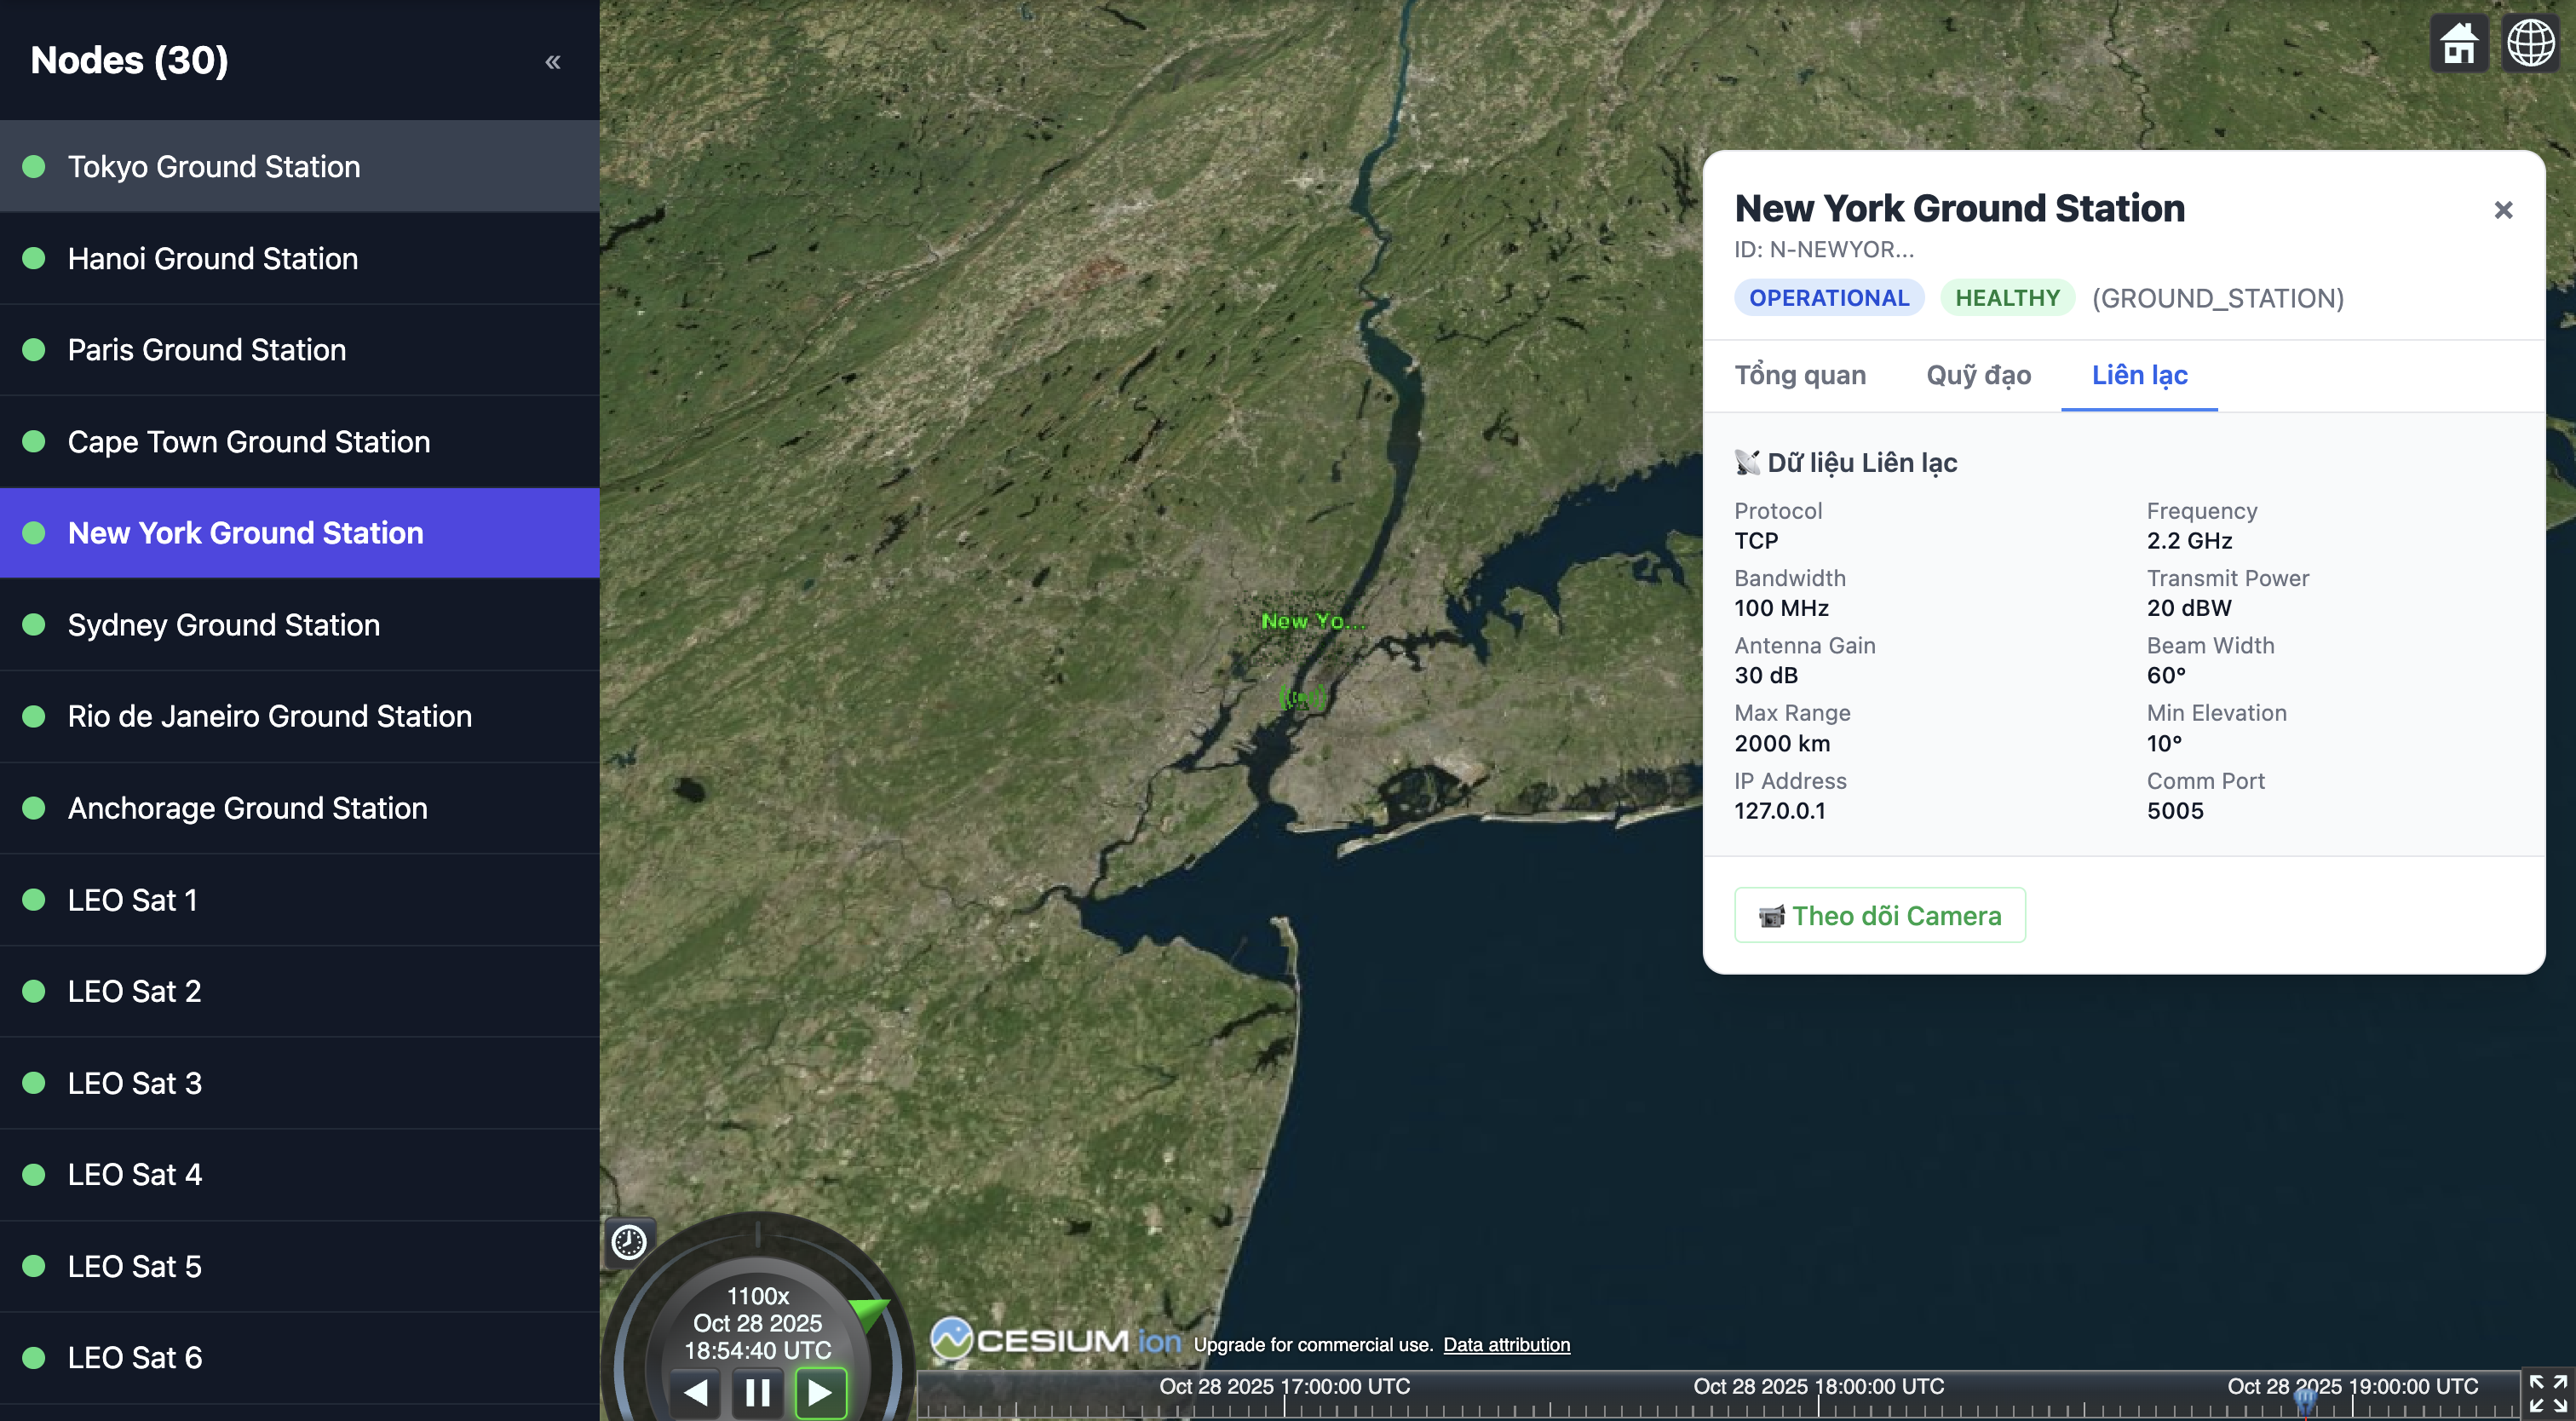 Nodes (30)
«
Tokyo Ground Station
Hanoi Ground Station
Paris Ground Station
Cape Town Ground Station
New York Ground Station
Sydney Ground Station
Rio de Janeiro Ground Station
Anchorage Ground Station
LEO Sat 1
LEO Sat 2
LEO Sat 3
LEO Sat 4
LEO Sat 5
LEO Sat 6
New Yo...
New York Ground Station
×
ID: N-NEWYOR...
OPERATIONAL HEALTHY (GROUND_STATION)
Tổng quan Quỹ đạo Liên lạc
Dữ liệu Liên lạc
Protocol Frequency
TCP 2.2 GHz
Bandwidth Transmit Power
100 MHz 20 dBW
Antenna Gain Beam Width
30 dB 60°
Max Range Min Elevation
2000 km 10°
IP Address Comm Port
127.0.0.1 5005
Theo dõi Camera
1100x
Oct 28 2025
18:54:40 UTC
CESIUM ion Upgrade for commercial use. Data attribution
Oct 28 2025 17:00:00 UTC Oct 28 2025 18:00:00 UTC Oct 28 2025 19:00:00 UTC